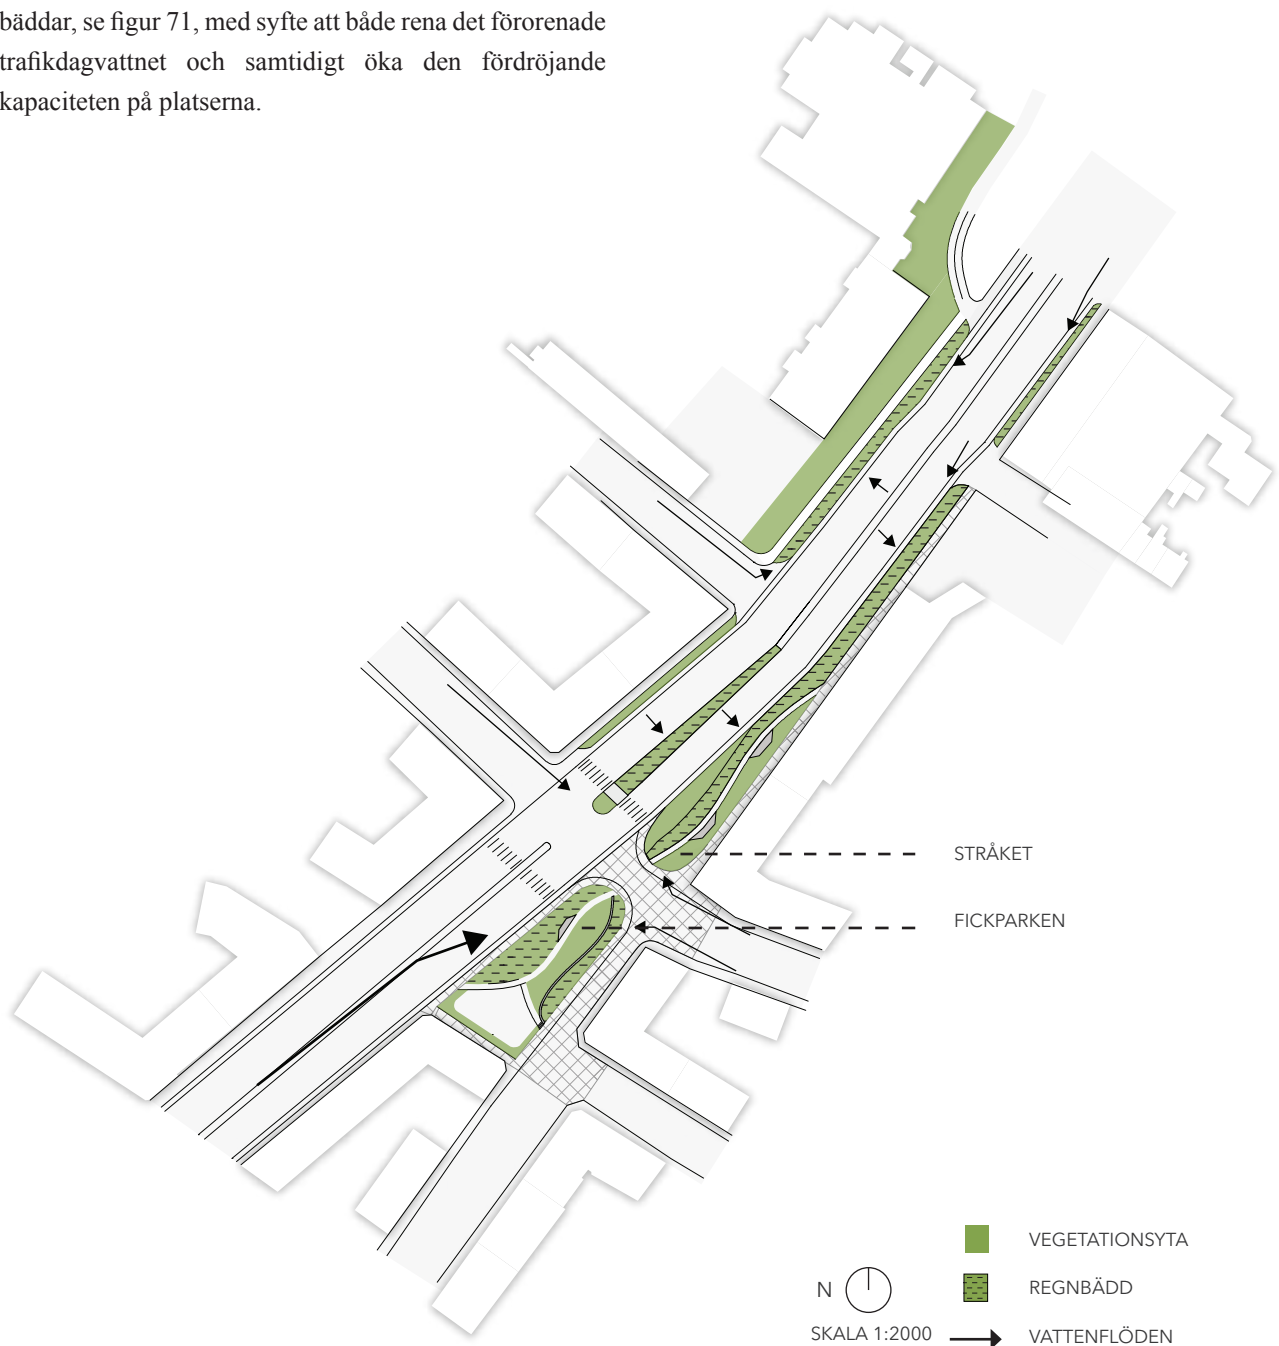 bäddar, se figur 71, med syfte att både rena det förorenade
trafikdagvattnet och samtidigt öka den fördröjande
kapaciteten på platserna.
STRÅKET
FICKPARKEN
VEGETATIONSYTA
N
REGNBÄDD
SKALA 1:2000
VATTENFLÖDEN